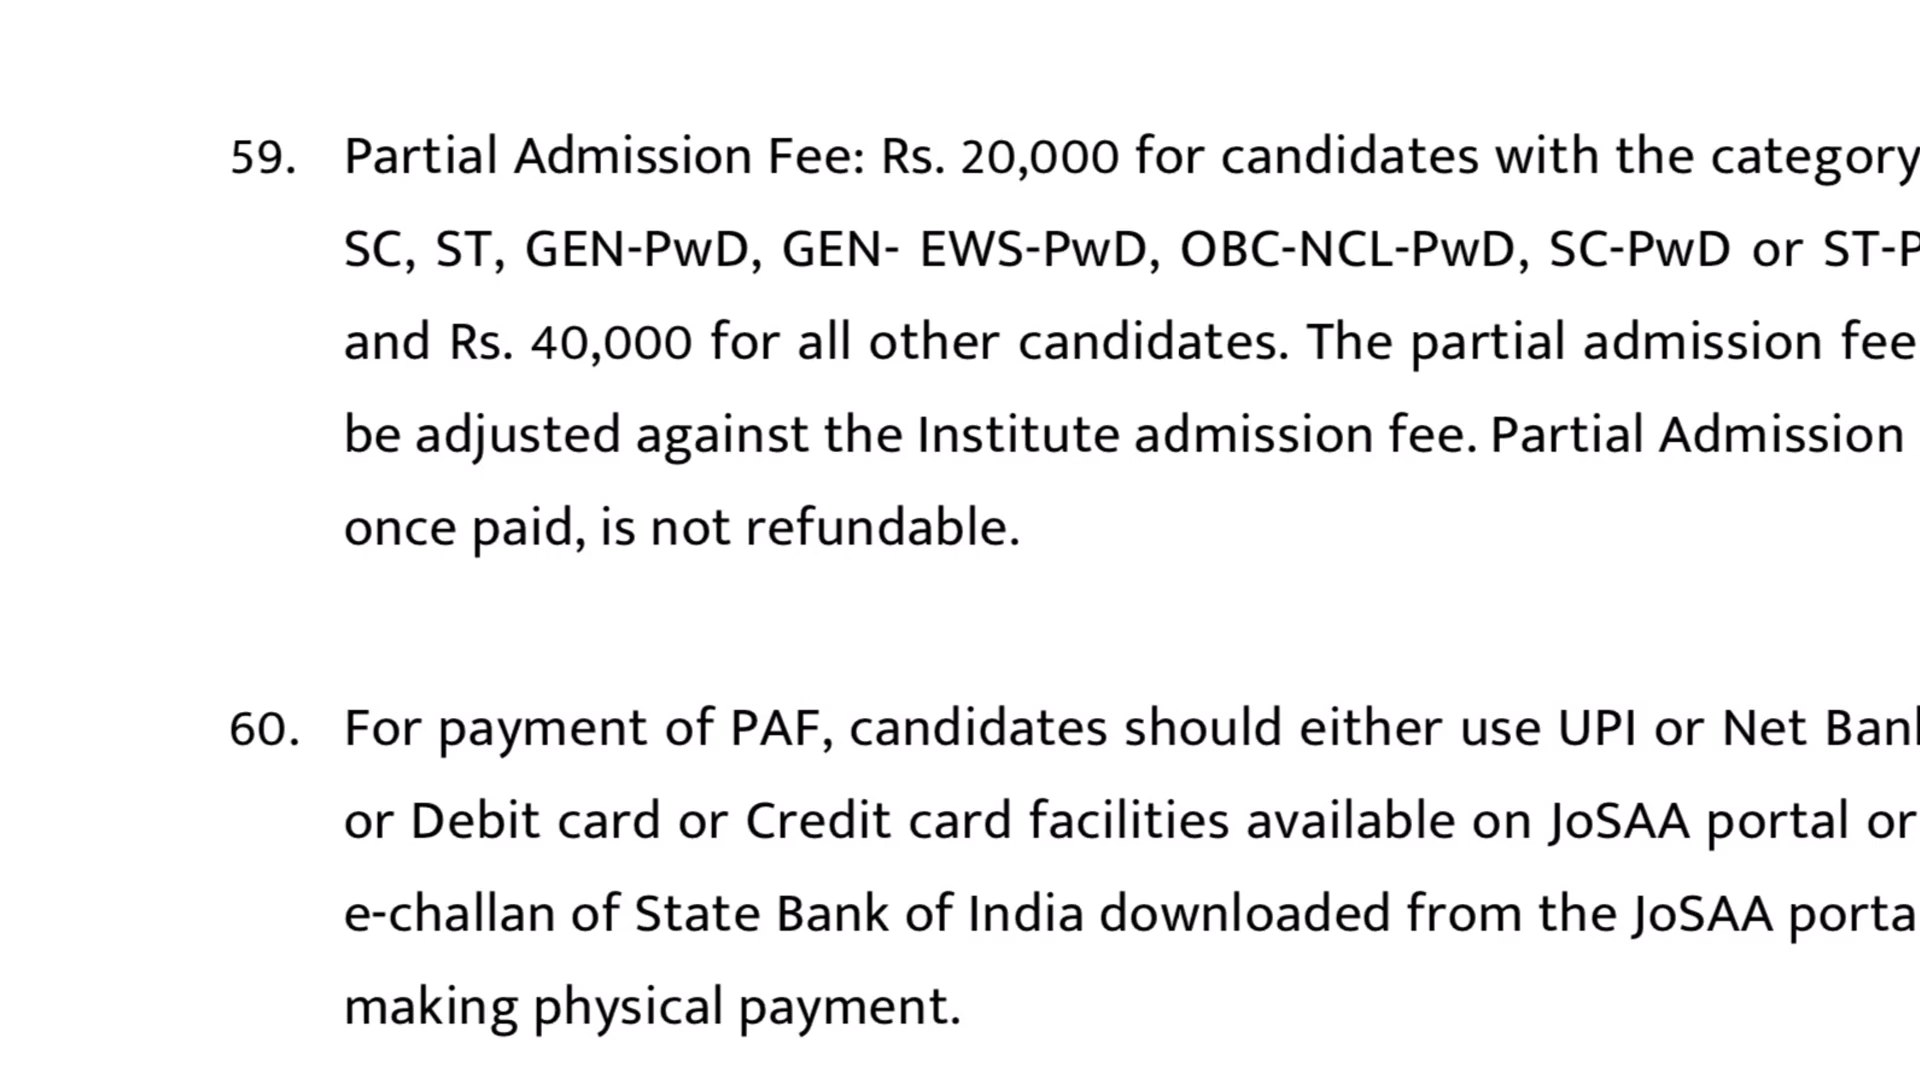 59. Partial Admission Fee: Rs. 20,000 for candidates with the category
SC, ST, GEN-PwD, GEN- EWS-PwD, OBC-NCL-PwD, SC-PwD or ST-P
and Rs. 40,000 for all other candidates. The partial admission fee
be adjusted against the Institute admission fee. Partial Admission
once paid, is not refundable.
60. For payment of PAF, candidates should either use UPI or Net Bank
or Debit card or Credit card facilities available on JoSAA portal or
e-challan of State Bank of India downloaded from the JoSAA porta
making physical payment.